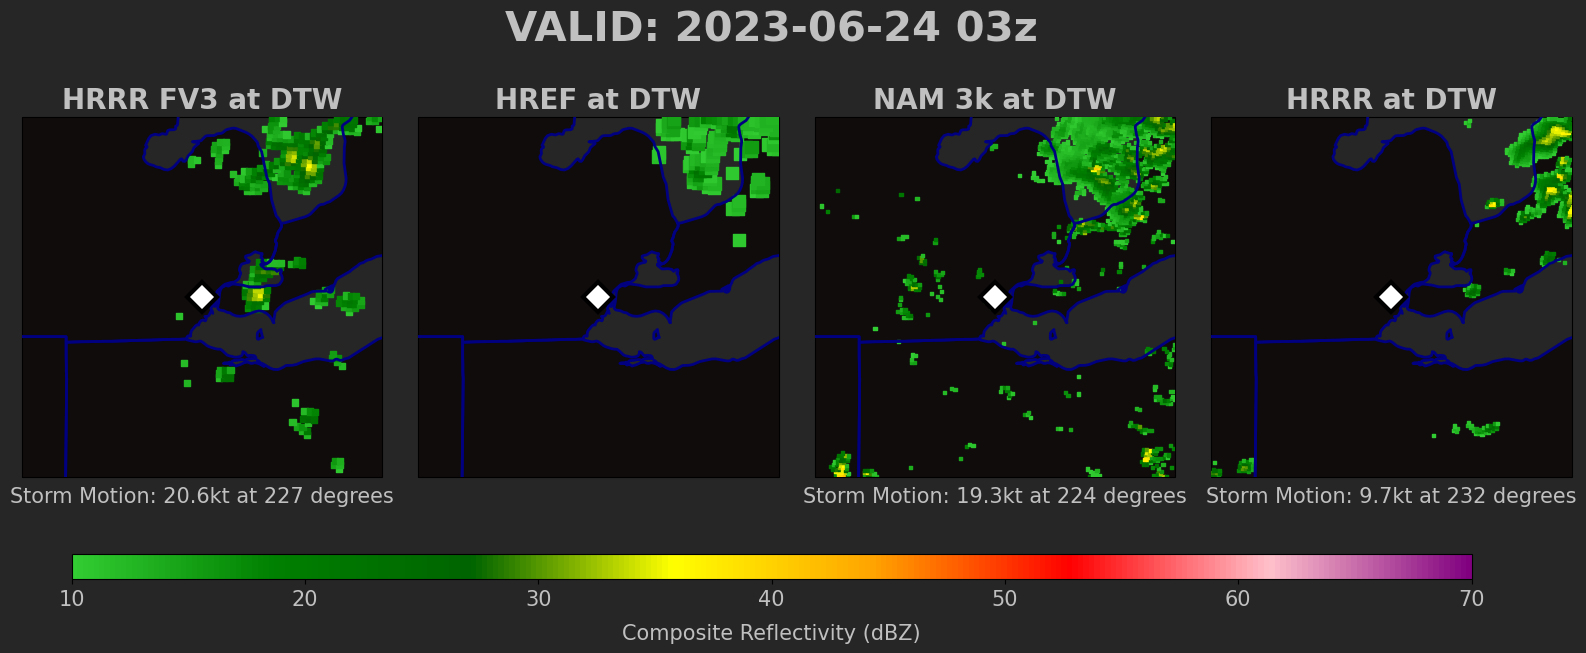 VALID: 2023-06-24 03z
HRRR FV3 at DTW
HREF at DTW
NAM 3k at DTW
HRRR at DTW
Storm Motion: 20.6kt at 227 degrees
Storm Motion: 19.3kt at 224 degrees
Storm Motion: 9.7kt at 232 degrees
10 20 30 40 50 60 70
Composite Reflectivity (dBZ)